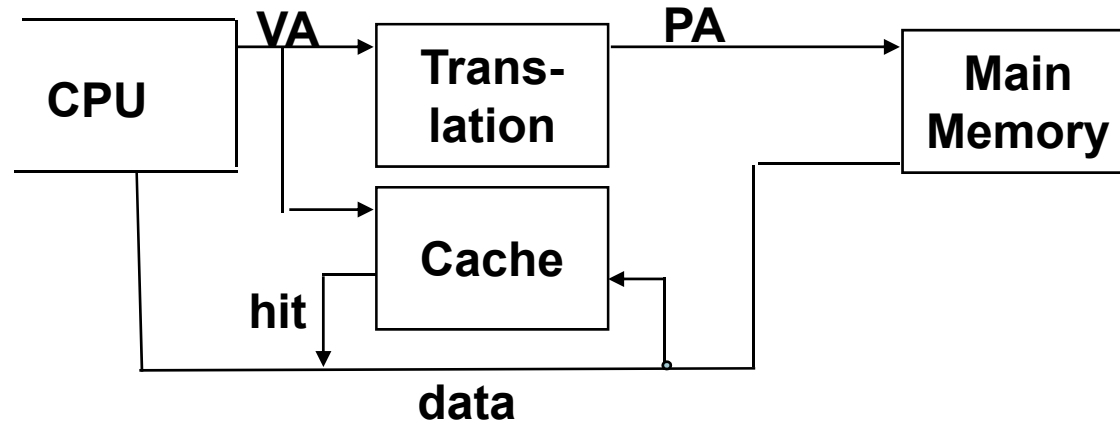 VA
PA
CPU
Trans-
lation
Main
Memory
Cache
hit
data